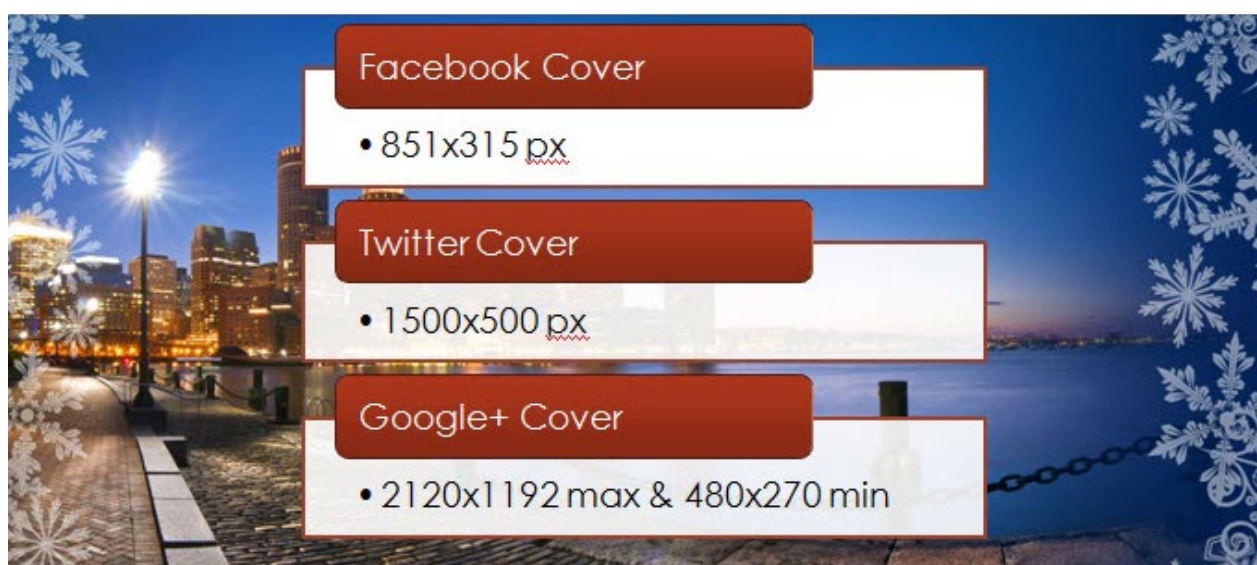 Facebook Cover
• 851x315 px
Twitter Cover
• 1500x500 px
Google+ Cover
• 2120x1192 max & 480x270 min